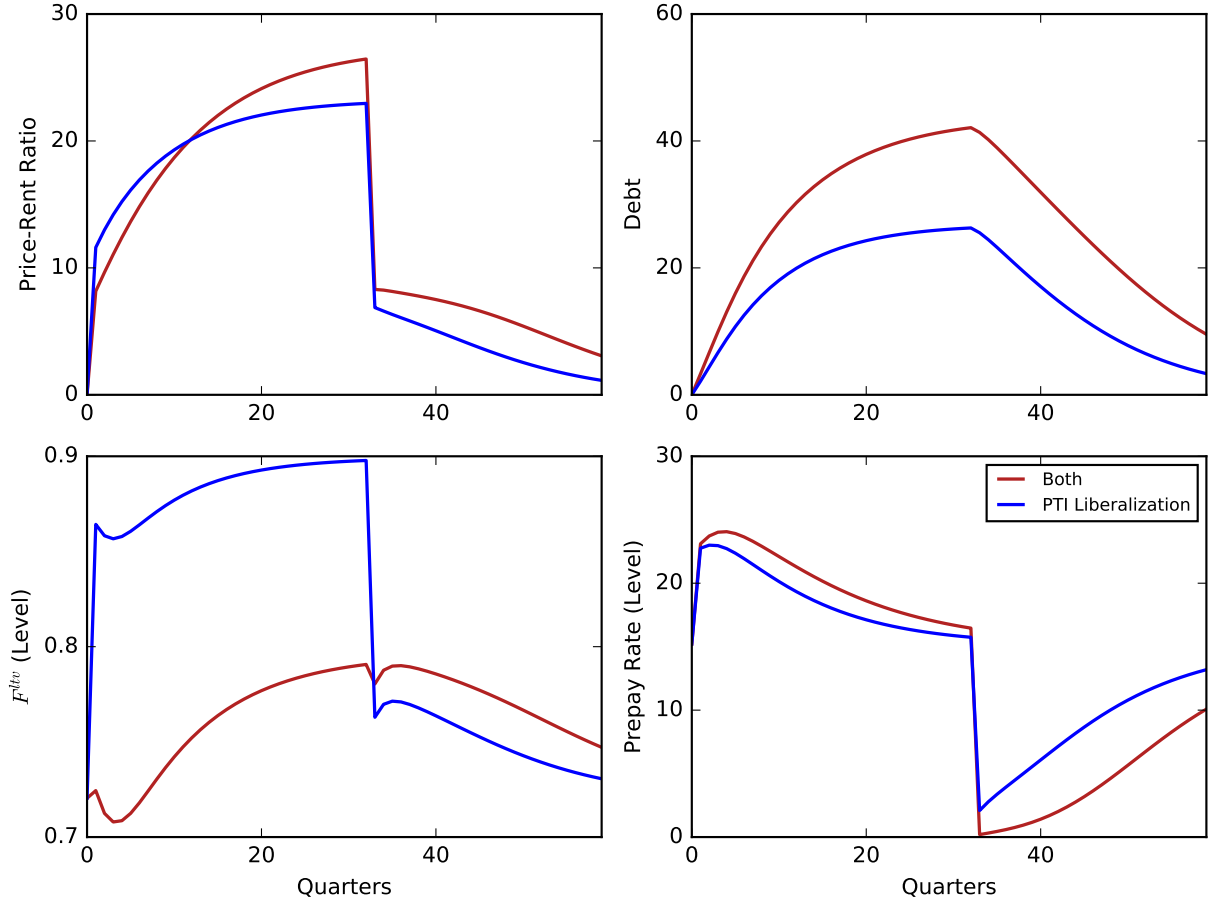 30
20
10
0
0 20 40
Price-Rent Ratio
60
40
20
0
0 20 40
Debt
0.9
0.8
0.7
0 20 40
F^{ltv} (Level)
Quarters
30
20
10
0
0 20 40
Prepay Rate (Level)
Both
PTI Liberalization
Quarters